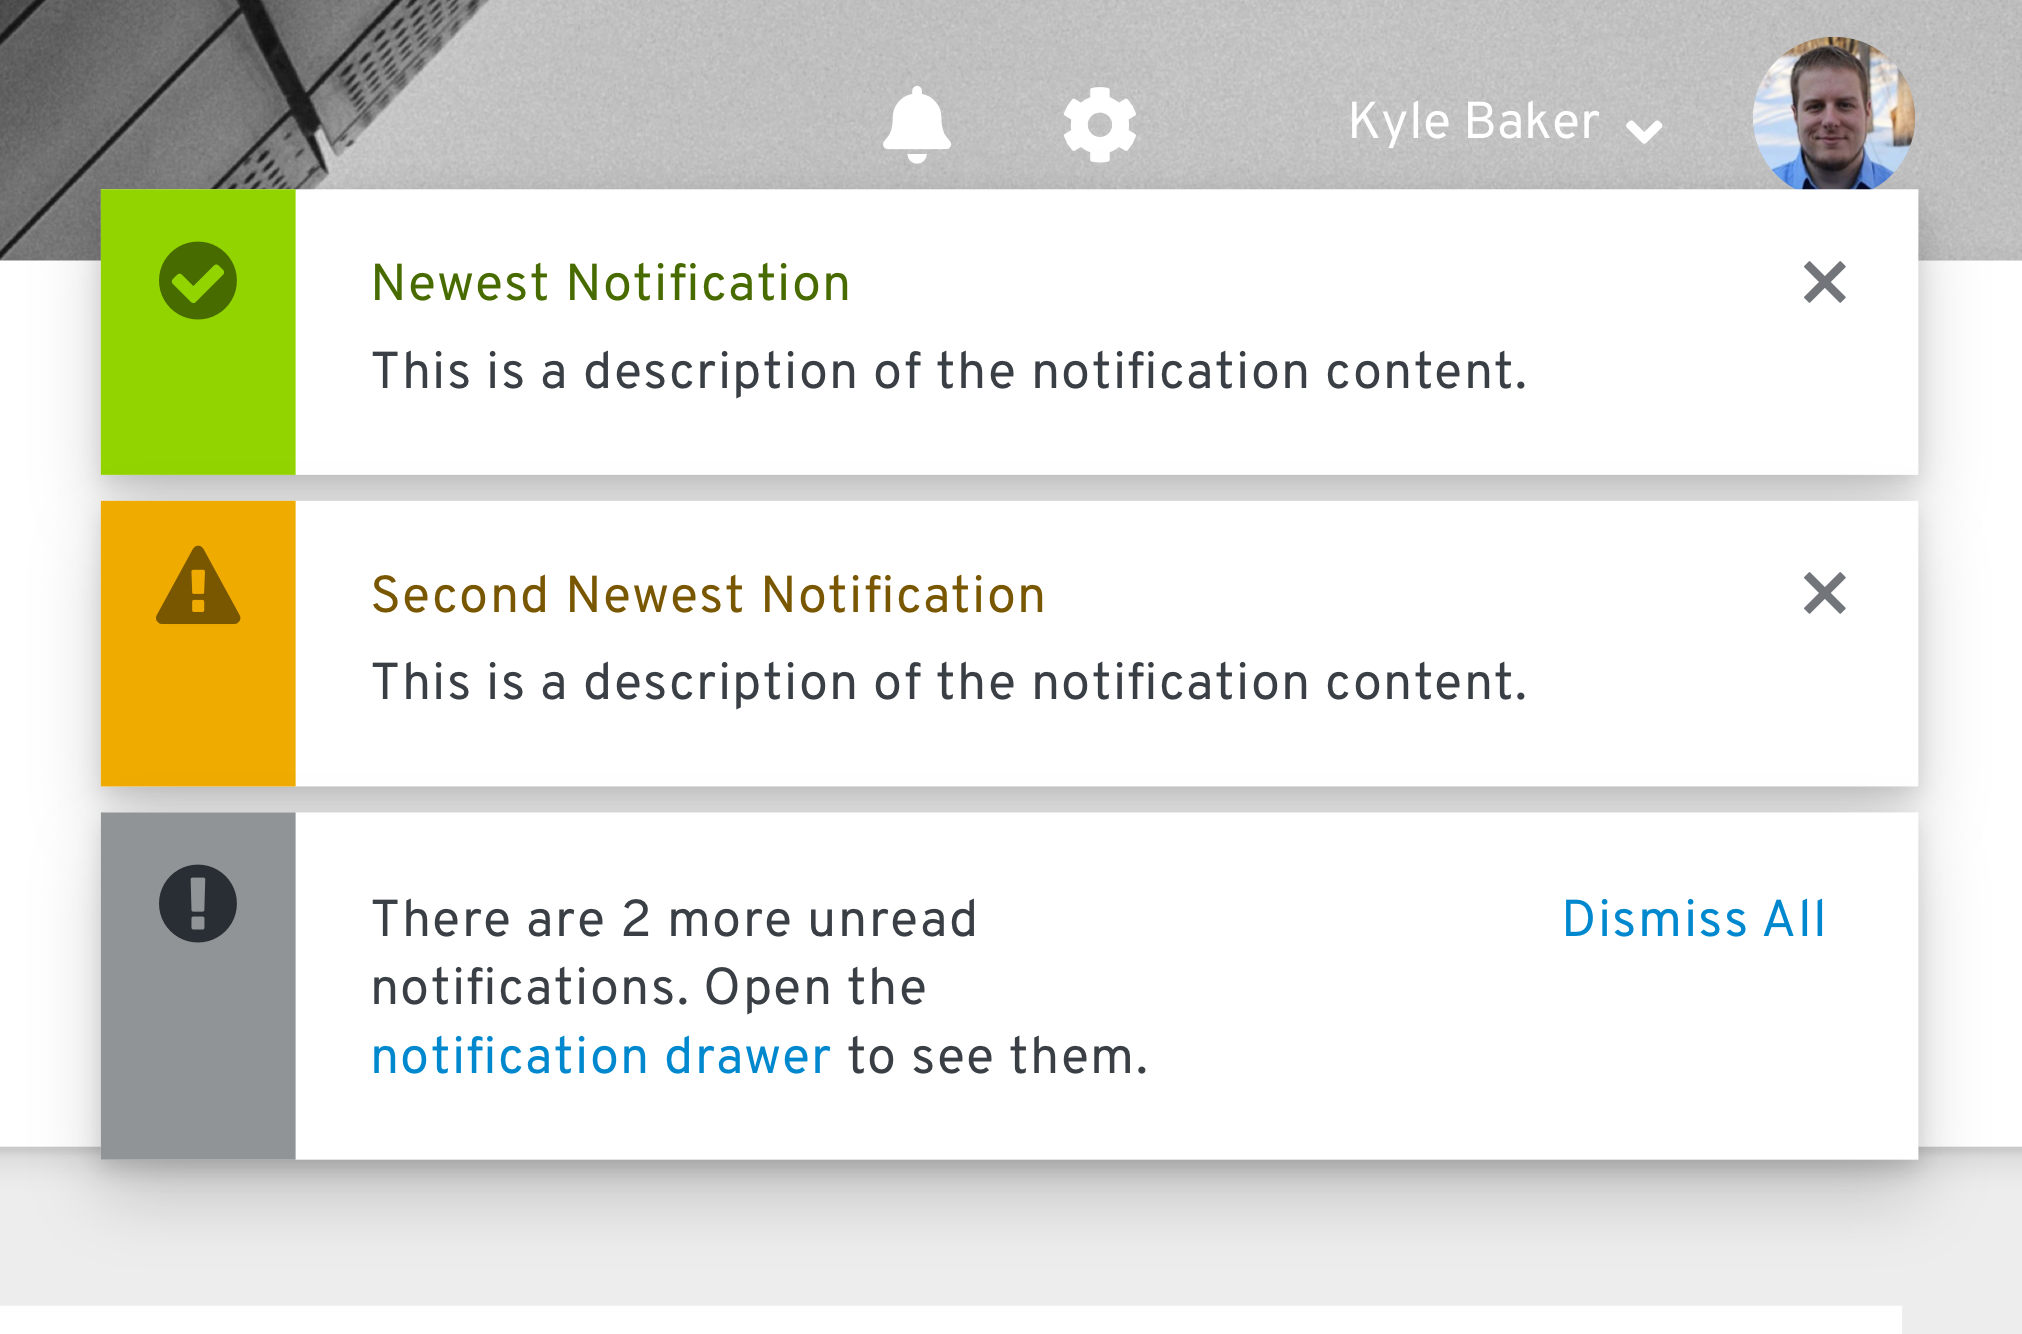 Kyle Baker
Newest Notification
This is a description of the notification content.
Second Newest Notification
This is a description of the notification content.
There are 2 more unread
Dismiss All
notifications. Open the
notification drawer to see them.